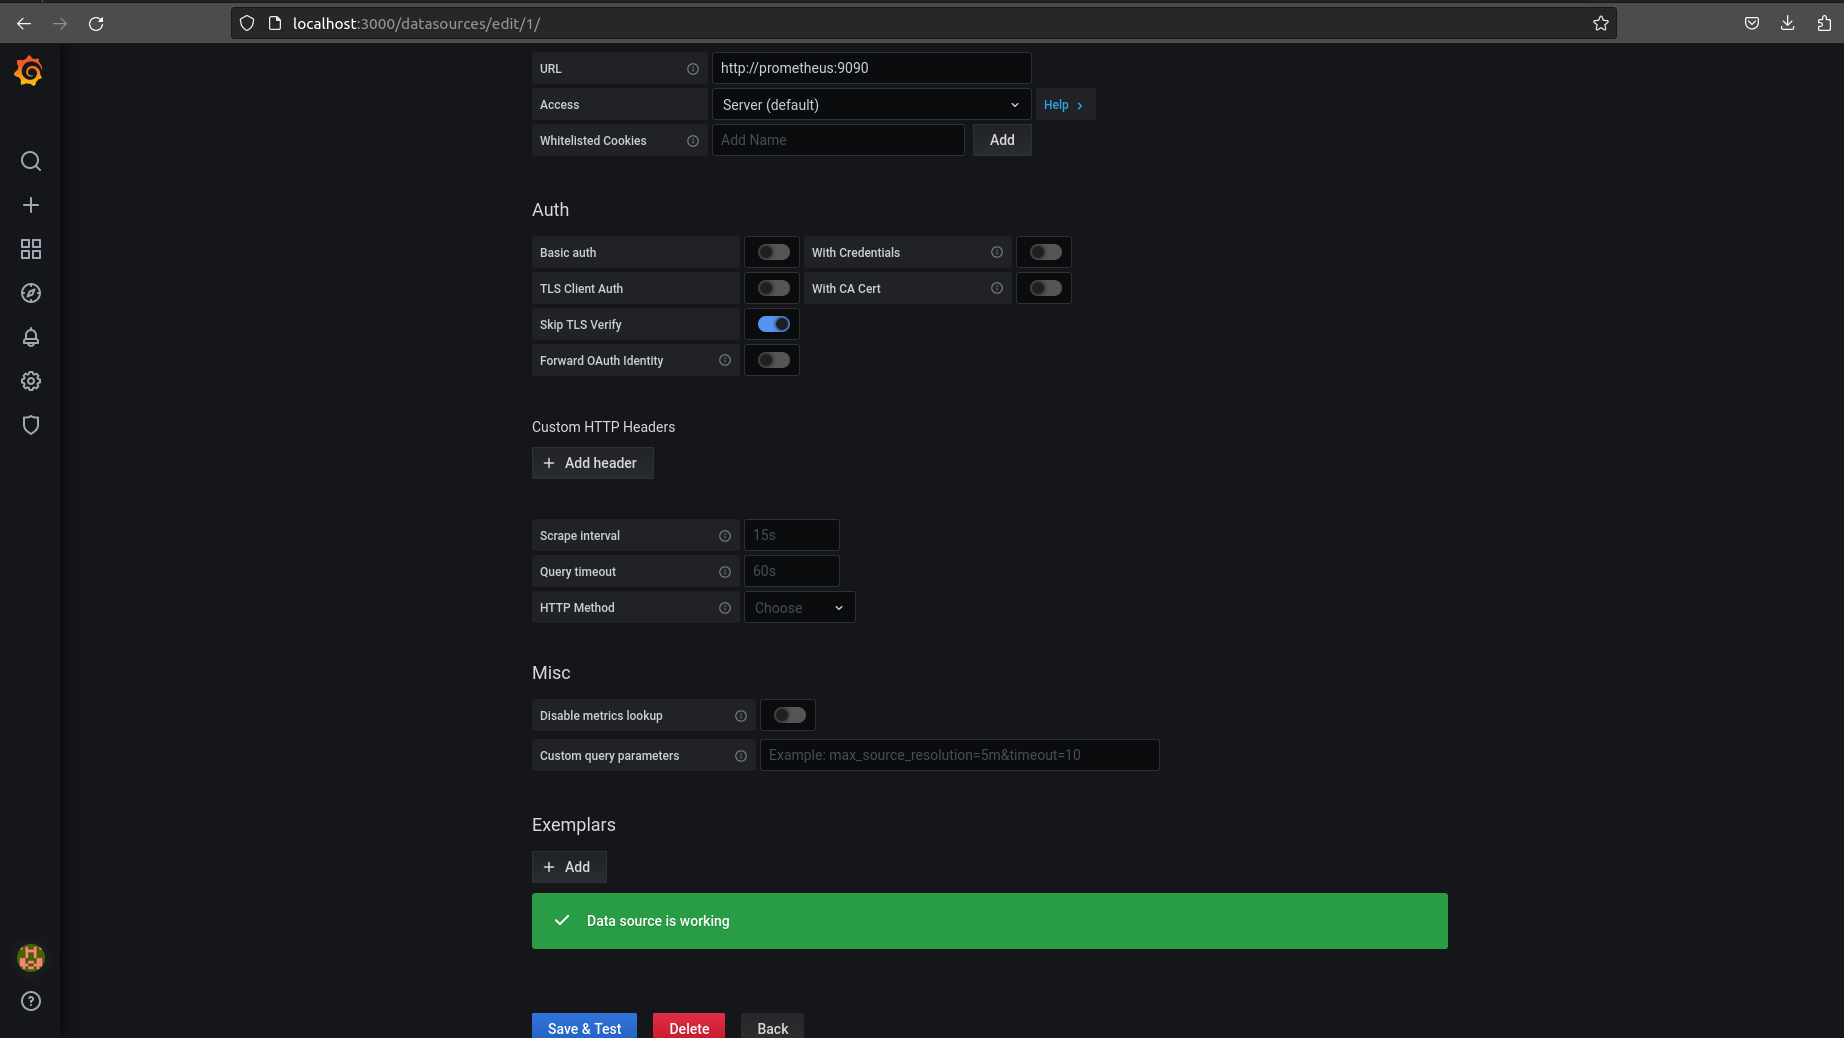 localhost:3000/datasources/edit/1/
URL http://prometheus:9090
Access Server (default) Help
Whitelisted Cookies Add Name Add
Auth
Basic auth With Credentials
TLS Client Auth With CA Cert
Skip TLS Verify
Forward OAuth Identity
Custom HTTP Headers
Add header
Scrape interval 15s
Query timeout 60s
HTTP Method Choose
Misc
Disable metrics lookup
Custom query parameters Example: max_source_resolution=5m&timeout=10
Exemplars
Add
Data source is working
Save & Test Delete Back